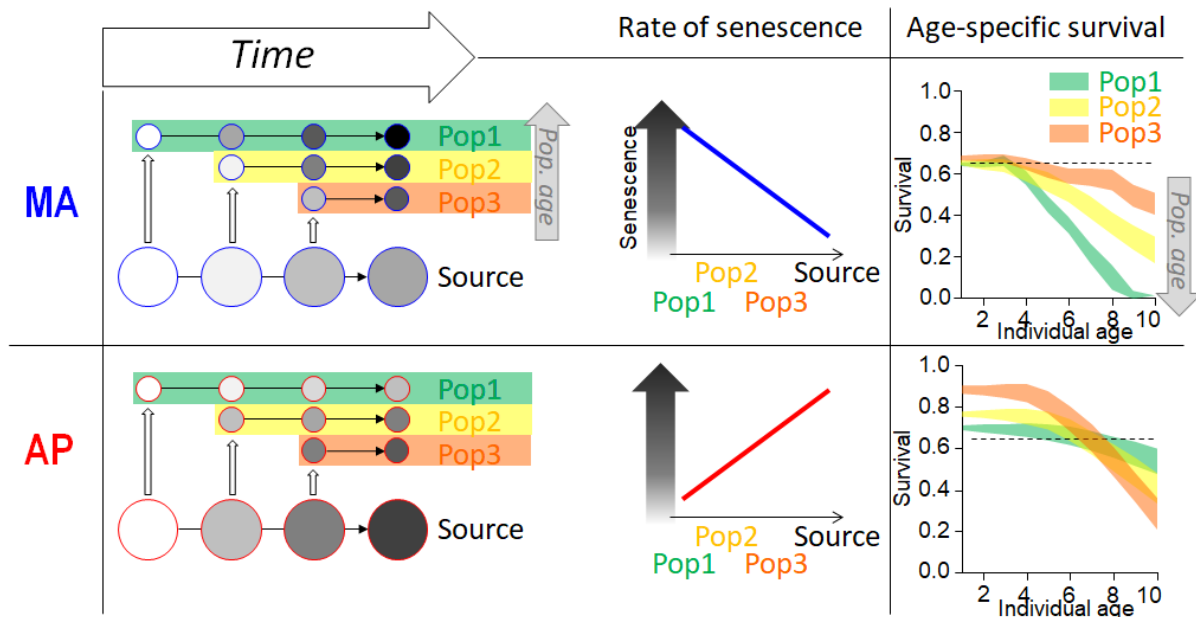 Time
Rate of senescence
Age-specific survival
MA
Pop1
Pop2
Pop3
Pop. age
Source
Senescence
Pop2
Source
Pop1
Pop3
Pop1
Pop2
Pop3
1.0
0.8
0.6
0.4
0.2
0.0
Survival
2 4 6 8 10
Individual age
Pop. age
AP
Pop1
Pop2
Pop3
Source
Pop2
Source
Pop1
Pop3
1.0
0.8
0.6
0.4
0.2
0.0
Survival
2 4 6 8 10
Individual age